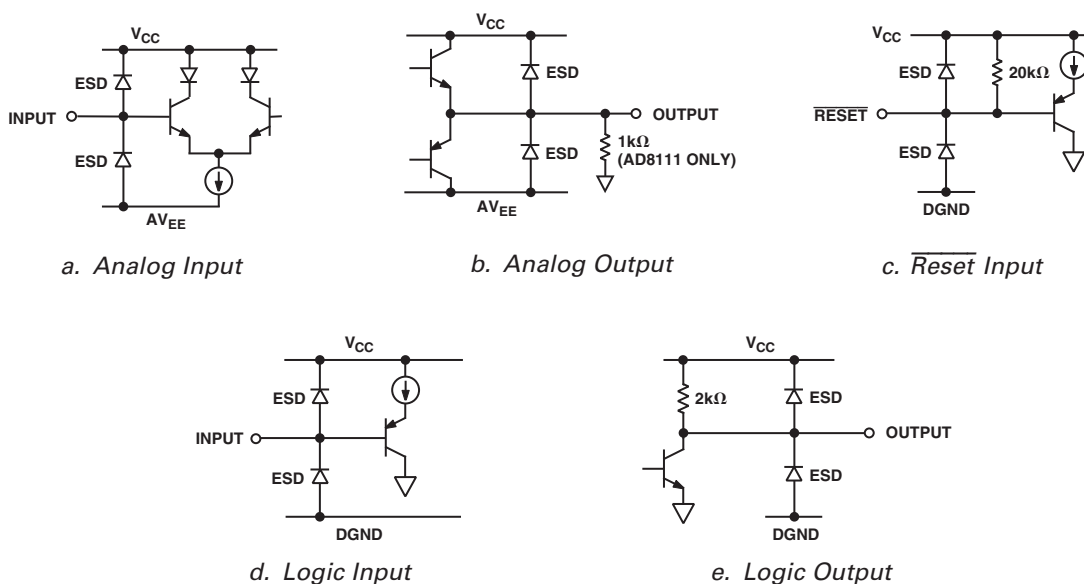 VCC
ESD
INPUT
ESD
AVEE
a. Analog Input
VCC
ESD
OUTPUT
ESD
1kΩ
(AD8111 ONLY)
AVEE
b. Analog Output
VCC
ESD
20kΩ
RESET
ESD
DGND
c. Reset Input
VCC
ESD
INPUT
ESD
DGND
d. Logic Input
VCC
2kΩ
ESD
OUTPUT
ESD
DGND
e. Logic Output